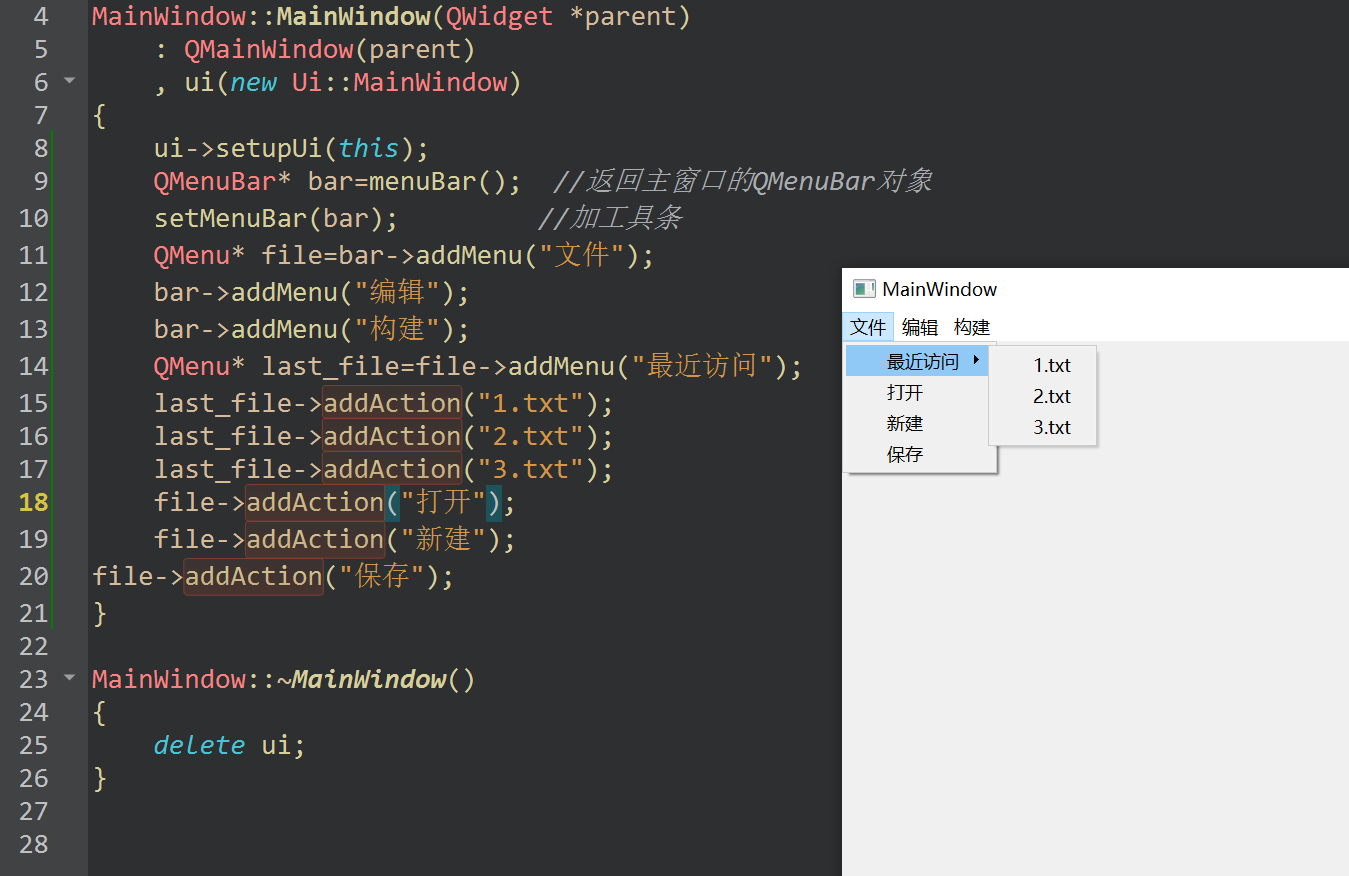 4 MainWindow::MainWindow(QWidget *parent)
5 : QMainWindow(parent)
6 , ui(new Ui::MainWindow)
7 {
8 ui->setupUi(this);
9 QMenuBar* bar=menuBar(); //返回主窗口的QMenuBar对象
10 setMenuBar(bar); //加工具条
11 QMenu* file=bar->addMenu("文件");
12 bar->addMenu("编辑");
13 bar->addMenu("构建");
14 QMenu* last_file=file->addMenu("最近访问");
15 last_file->addAction("1.txt");
16 last_file->addAction("2.txt");
17 last_file->addAction("3.txt");
18 file->addAction("打开");
19 file->addAction("新建");
20 file->addAction("保存");
21 }
22
23 MainWindow::~MainWindow()
24 {
25 delete ui;
26 }
27
28
MainWindow
文件 编辑 构建
最近访问
打开
新建
保存
1.txt
2.txt
3.txt